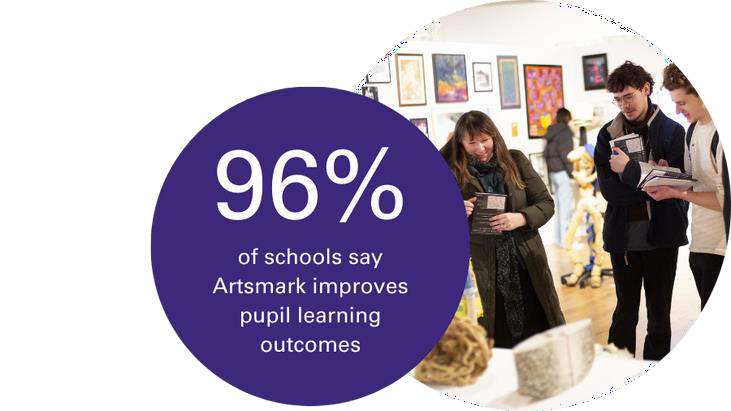 96%
of schools say
Artsmark improves
pupil learning
outcomes